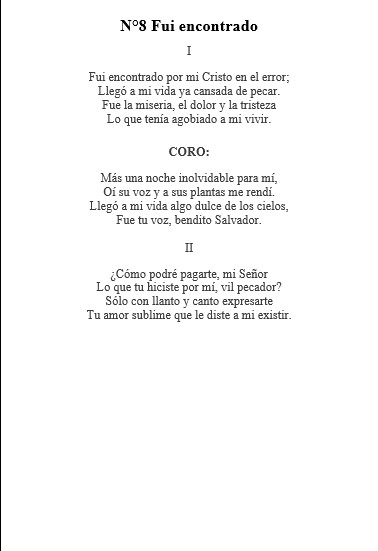 N°8 Fui encontrado
I
Fui encontrado por mi Cristo en el error;
Llegó a mi vida ya cansada de pecar.
Fue la miseria, el dolor y la tristeza
Lo que tenía agobiado a mi vivir.
CORO:
Más una noche inolvidable para mí,
Oí su voz y a sus plantas me rendí.
Llegó a mi vida algo dulce de los cielos,
Fue tu voz, bendito Salvador.
II
¿Cómo podré pagarte, mi Señor
Lo que tu hiciste por mí, vil pecador?
Sólo con llanto y canto expresarte
Tu amor sublime que le diste a mi existir.